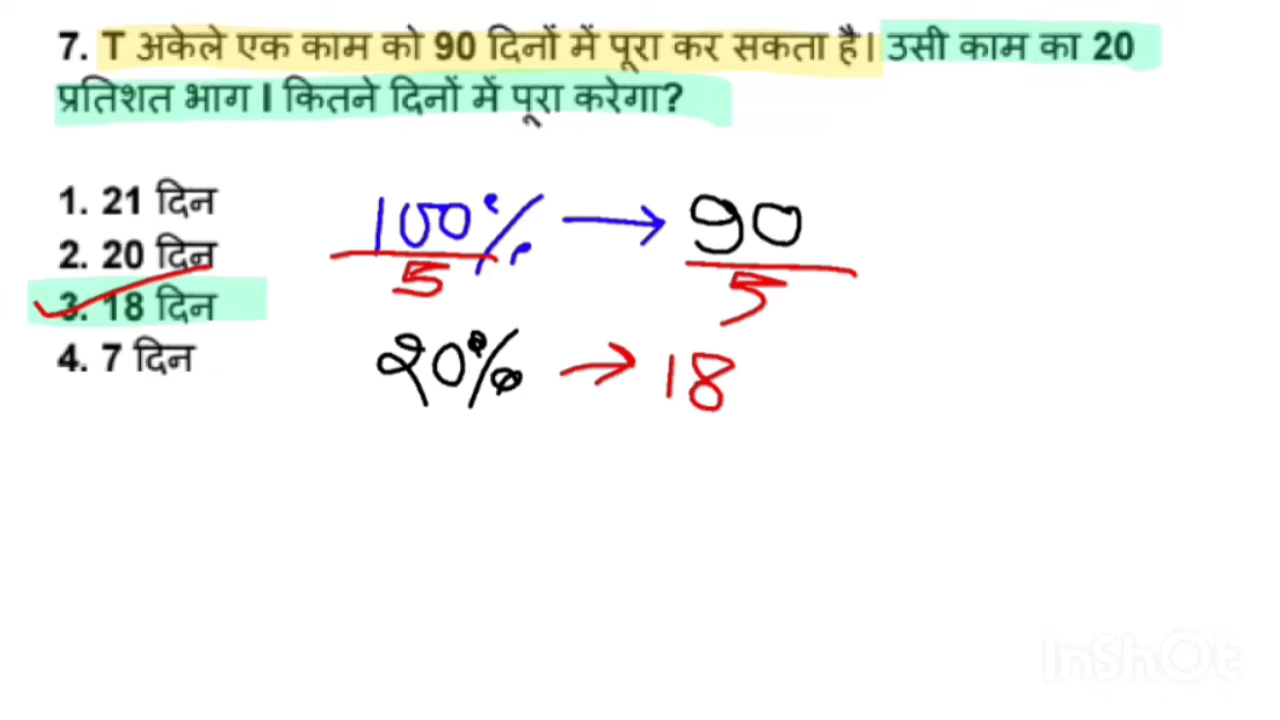 7. T अकेले एक काम को 90 दिनों में पूरा कर सकता है। उसी काम का 20
प्रतिशत भाग I कितने दिनों में पूरा करेगा?
1. 21 दिन
2. 20 दिन
3. 18 दिन
4. 7 दिन
100% → 90
5 5
20% → 18
InShOt